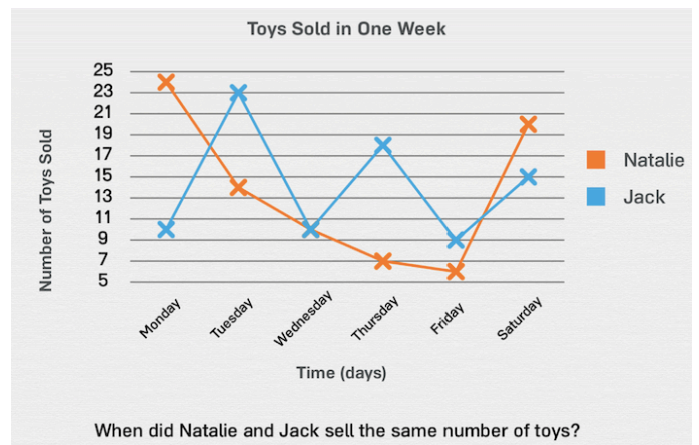 Toys Sold in One Week
Number of Toys Sold
25
23
21
19
17
15
13
11
9
7
5
Monday
Tuesday
Wednesday
Thursday
Friday
Saturday
Time (days)
Natalie
Jack
When did Natalie and Jack sell the same number of toys?